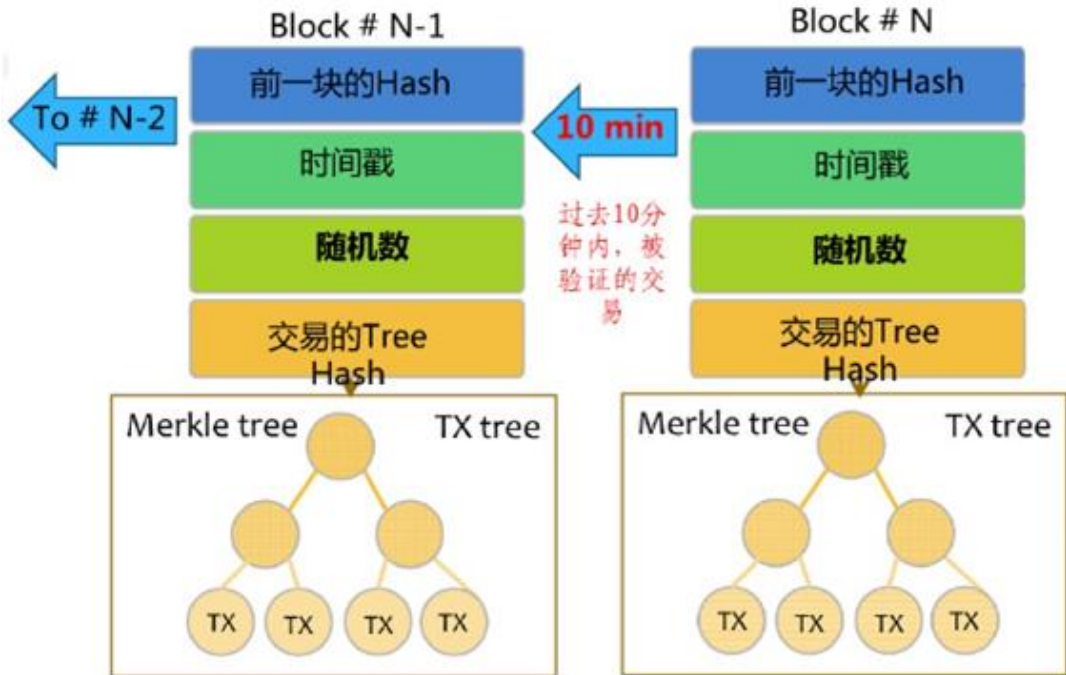 Block # N-1
前一块的Hash
时间戳
随机数
交易的Tree
Hash
To # N-2
Merkle tree
TX tree
TX
TX
TX
TX
10 min
过去10分
钟内，被
验证的交
易
Block # N
前一块的Hash
时间戳
随机数
交易的Tree
Hash
Merkle tree
TX tree
TX
TX
TX
TX